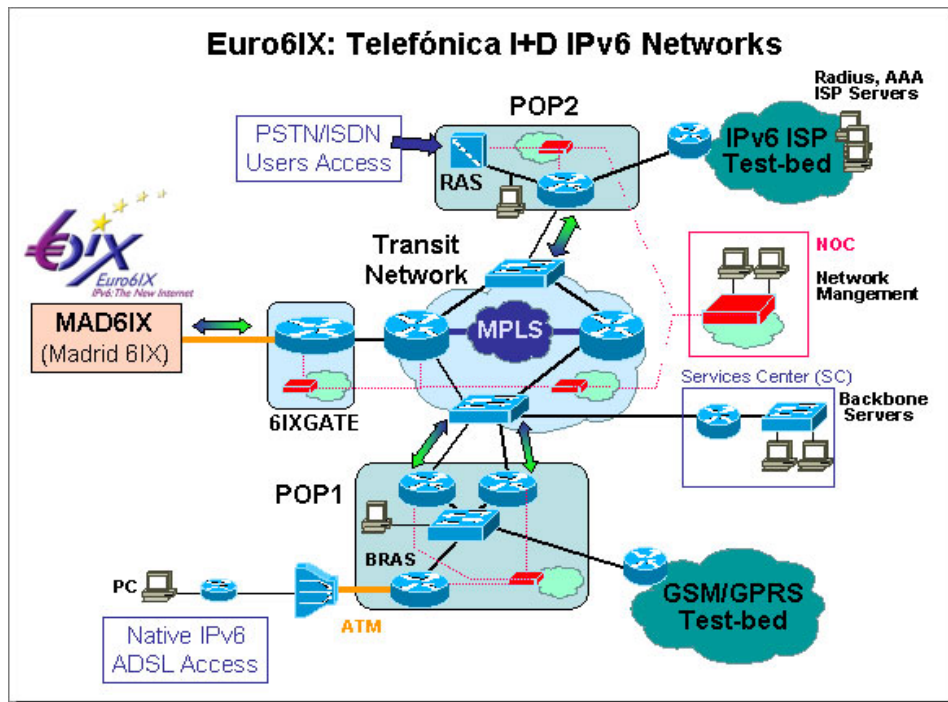 Euro6IX: Telefónica I+D IPv6 Networks
Radius, AAA
ISP Servers
POP2
PSTN/ISDN
Users Access
RAS
IPv6 ISP
Test-bed
Transit
Network
NOC
Network
Mangement
6IX
Euro6IX
IPv6: The New Internet
MAD6IX
(Madrid 6IX)
MPLS
6IXGATE
Services Center (SC)
Backbone
Servers
POP1
BRAS
PC
ATM
GSM/GPRS
Test-bed
Native IPv6
ADSL Access